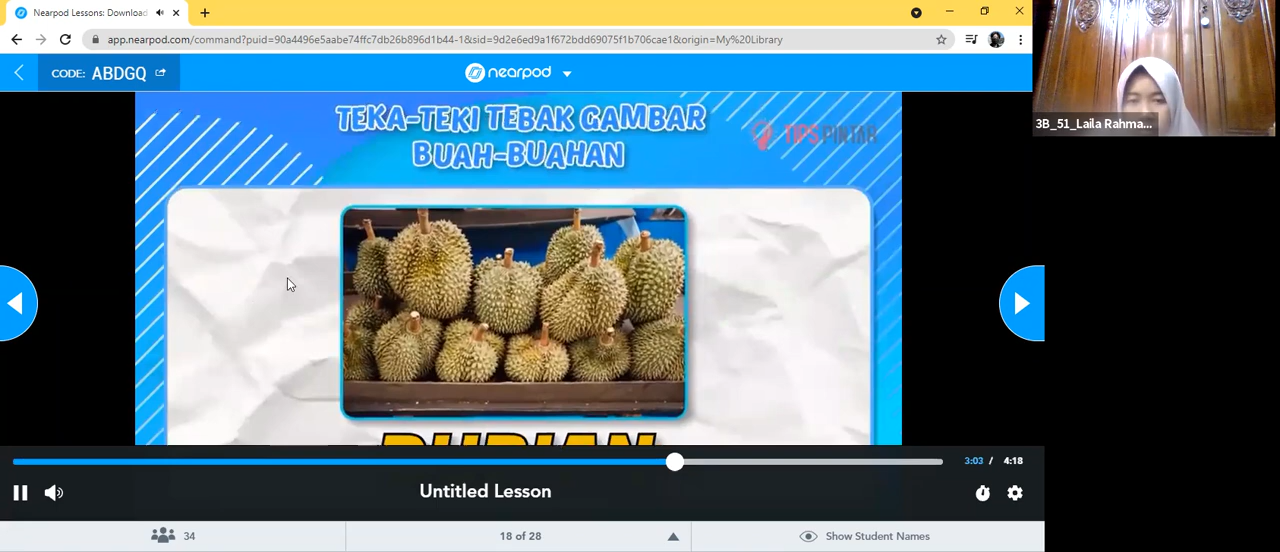 Nearpod Lessons: Download
app.nearpod.com/command?puid=90a4496e5aabe74ffc7db26b896d1b44-1&sid=9d2e6ed9a1f672bdd69075f1b706cae1&origin=My%20Library
CODE: ABDGQ
nearpod
TEKA-TEKI TEBAK GAMBAR
BUAH-BUAHAN
TIPS PINTAR
3B_51_Laila Rahma...
DURIAN
3:03 / 4:18
Untitled Lesson
34
18 of 28
Show Student Names